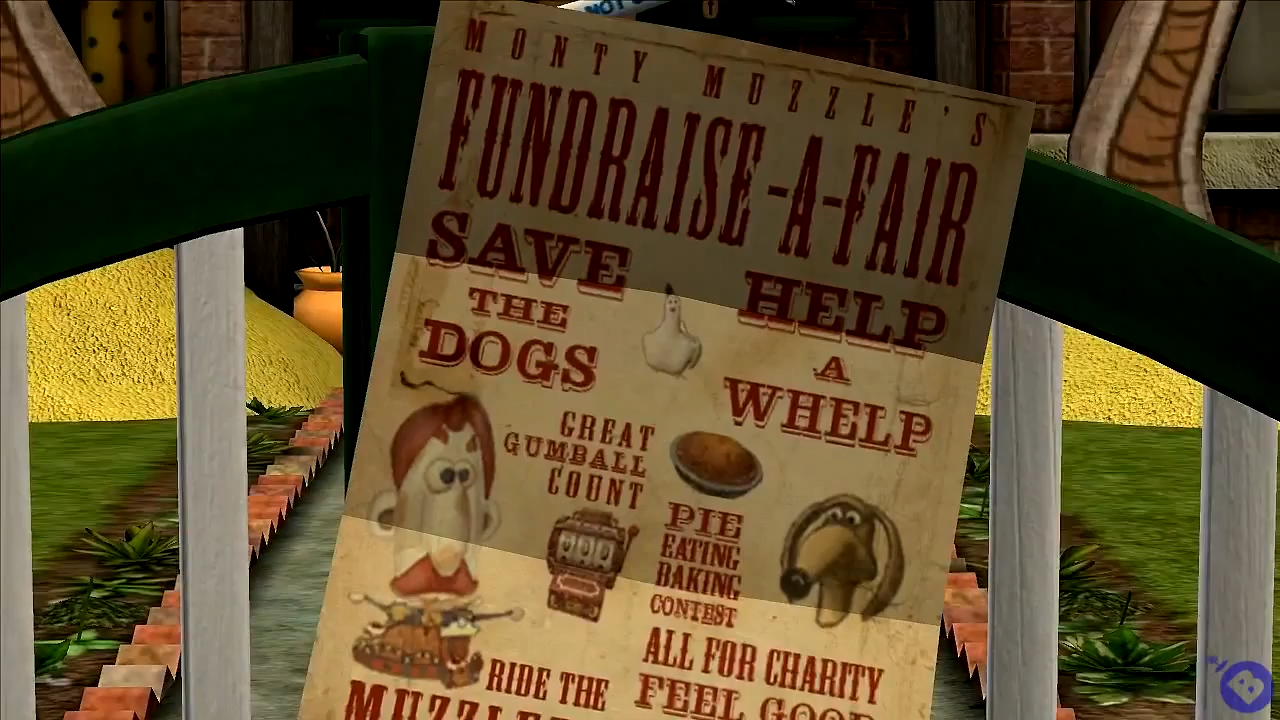 NOT
MONTY MUZZLE'S
FUNDRAISE-A-FAIR
SAVE
THE
DOGS
HELP
A
WHELP
GREAT
GUMBALL
COUNT
PIE
EATING
BAKING
CONTEST
ALL FOR CHARITY
FEEL GOOD
RIDE THE
B